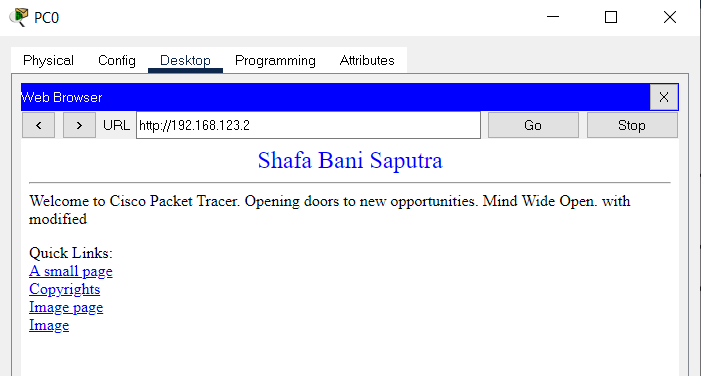 PC0
Physical Config Desktop Programming Attributes
Web Browser X
< > URL http://192.168.123.2 Go Stop
Shafa Bani Saputra
Welcome to Cisco Packet Tracer. Opening doors to new opportunities. Mind Wide Open. with
modified
Quick Links:
A small page
Copyrights
Image page
Image